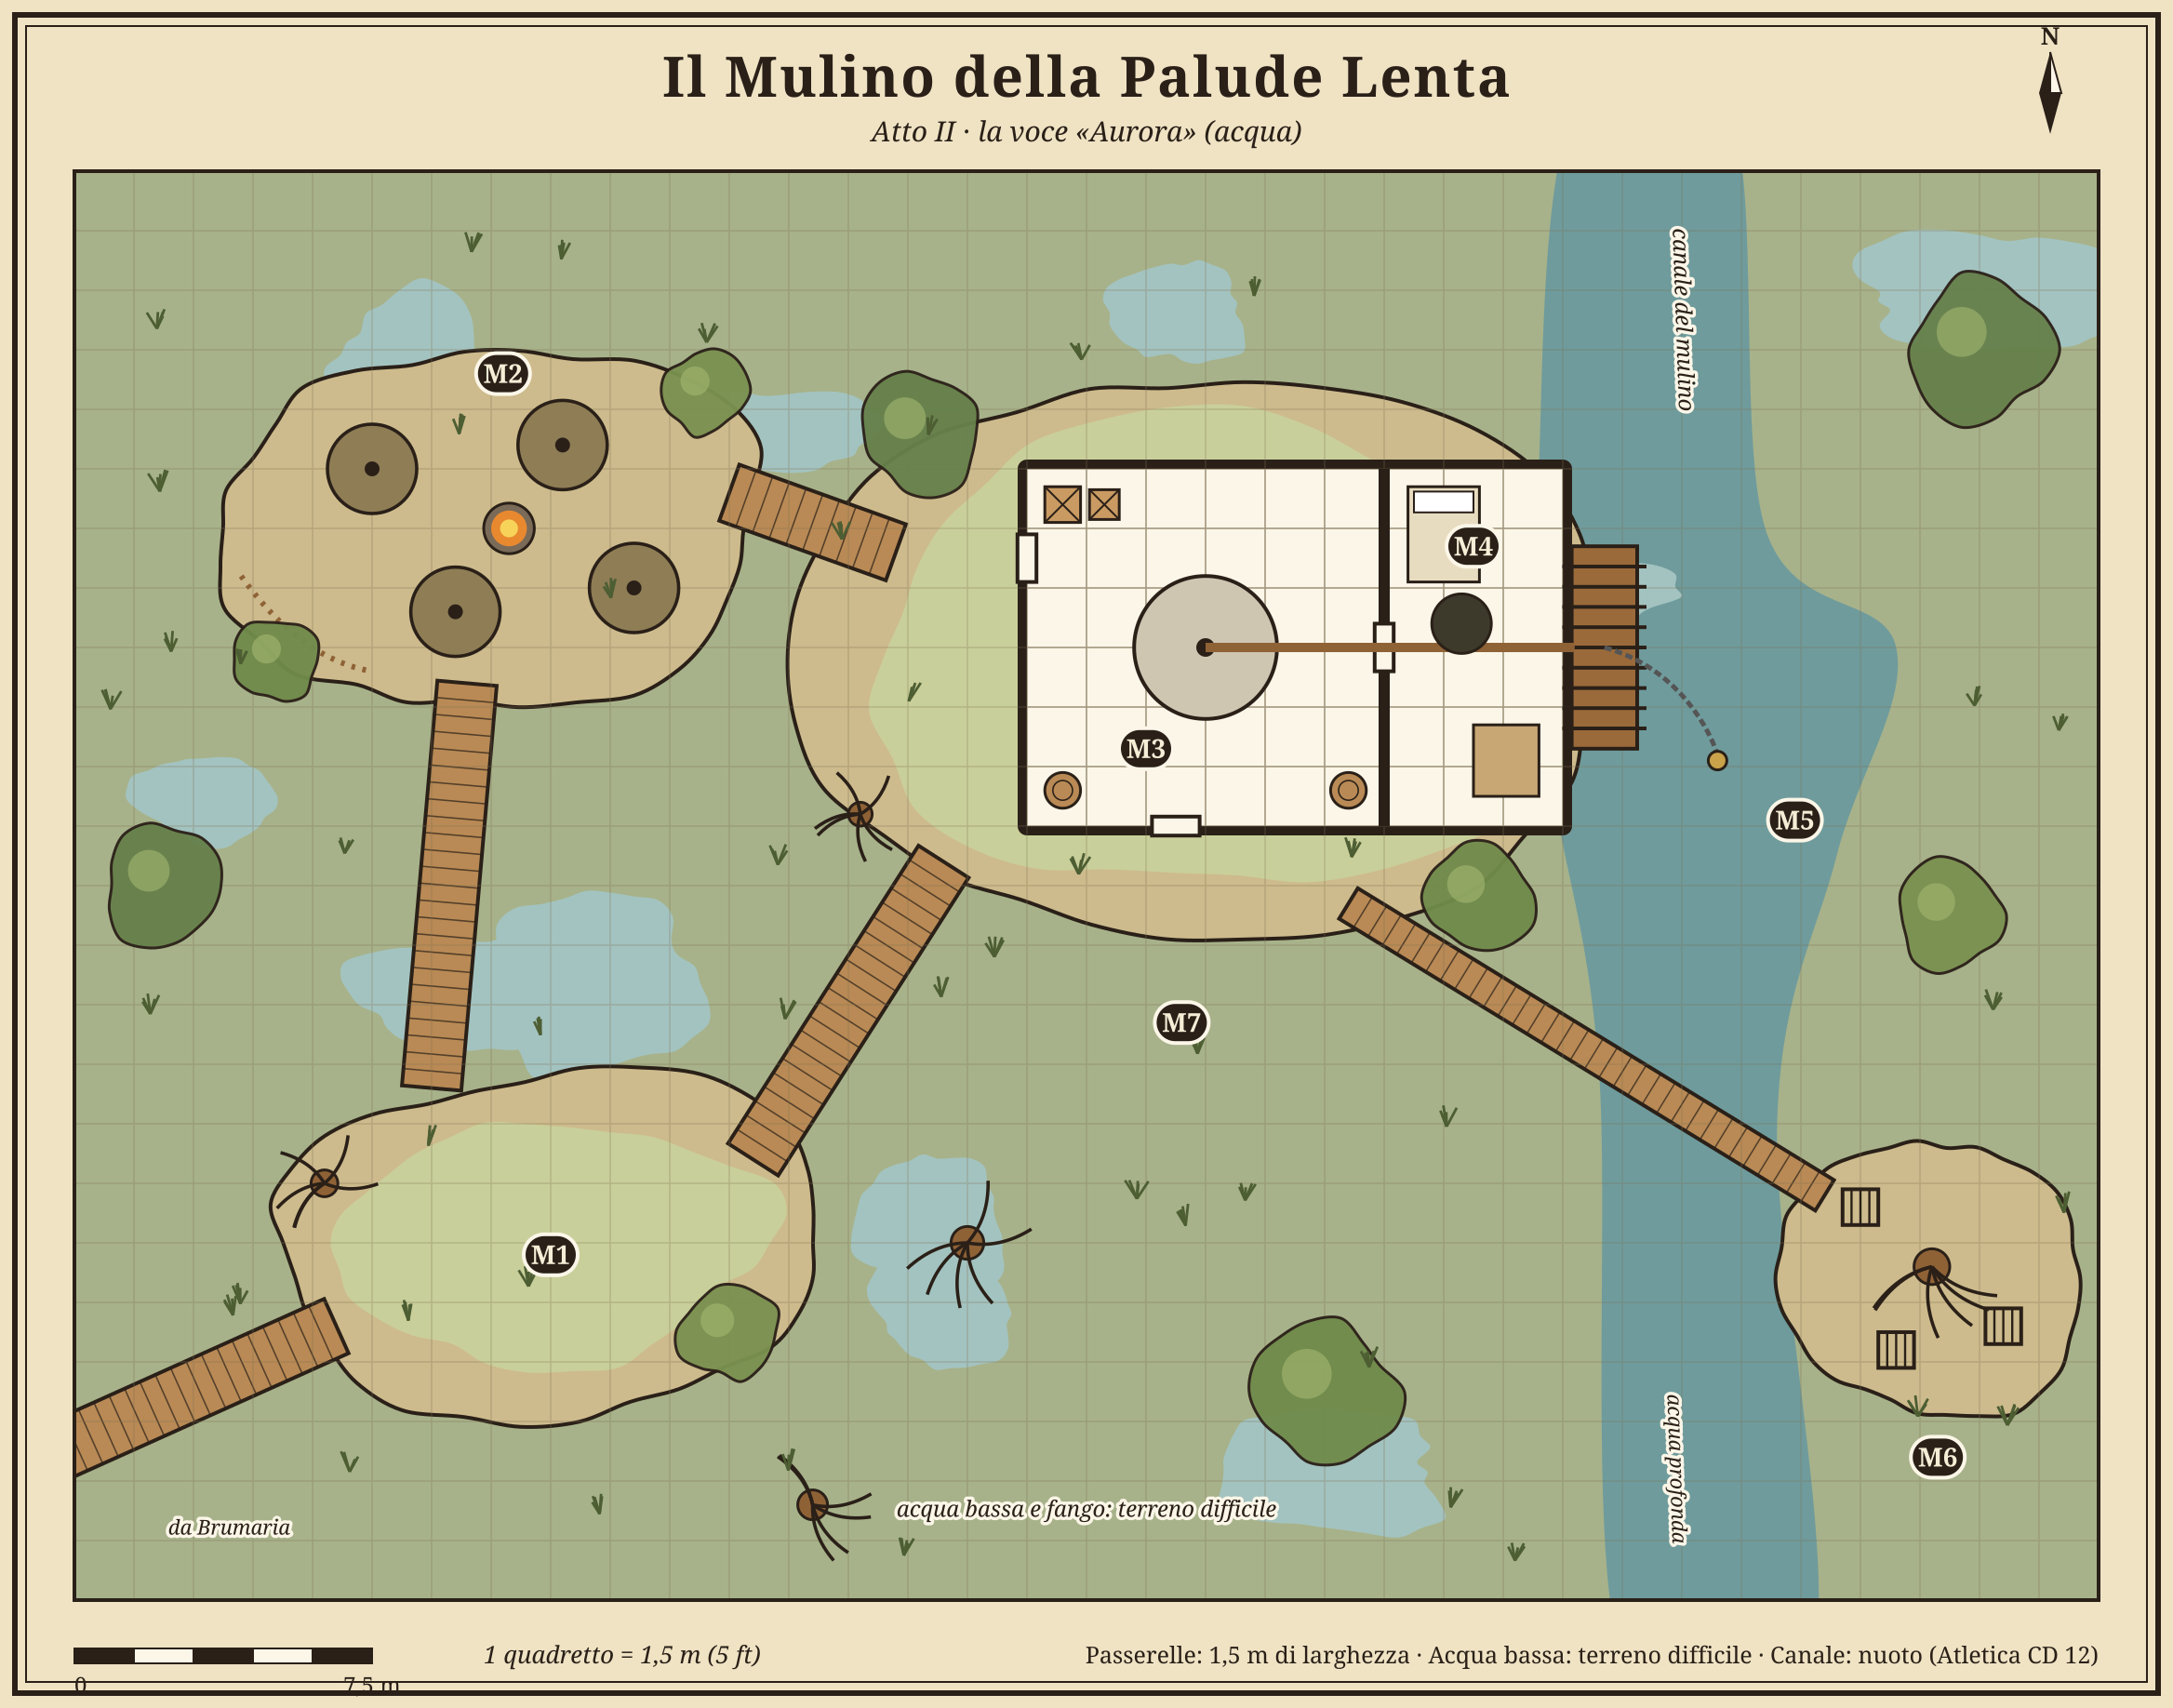 N
Il Mulino della Palude Lenta
Atto II · la voce «Aurora» (acqua)
canale del mulino
M2
M4
M3
M5
M7
M1
M6
acqua profonda
acqua bassa e fango: terreno difficile
da Brumaria
1 quadretto = 1,5 m (5 ft)
Passerelle: 1,5 m di larghezza · Acqua bassa: terreno difficile · Canale: nuoto (Atletica CD 12)
0
7,5 m